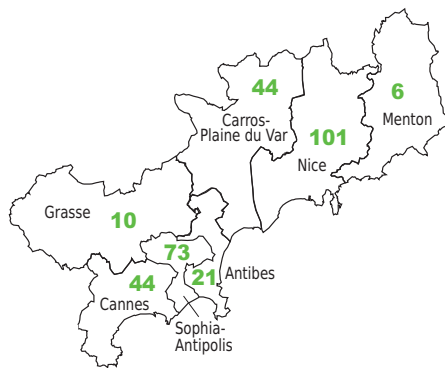 44
Carros-
Plaine du Var
6
Menton
101
Nice
Grasse
10
73
44
Cannes
21
Antibes
Sophia-
Antipolis